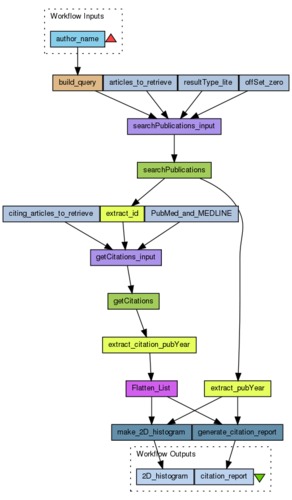 Workflow Inputs
author_name
build_query articles_to_retrieve resultType_lite offSet_zero
searchPublications_input
searchPublications
citing_articles_to_retrieve extract_id PubMed_and_MEDLINE
getCitations_input
getCitations
extract_citation_pubYear
Flatten_List extract_pubYear
make_2D_histogram generate_citation_report
Workflow Outputs
2D_histogram citation_report